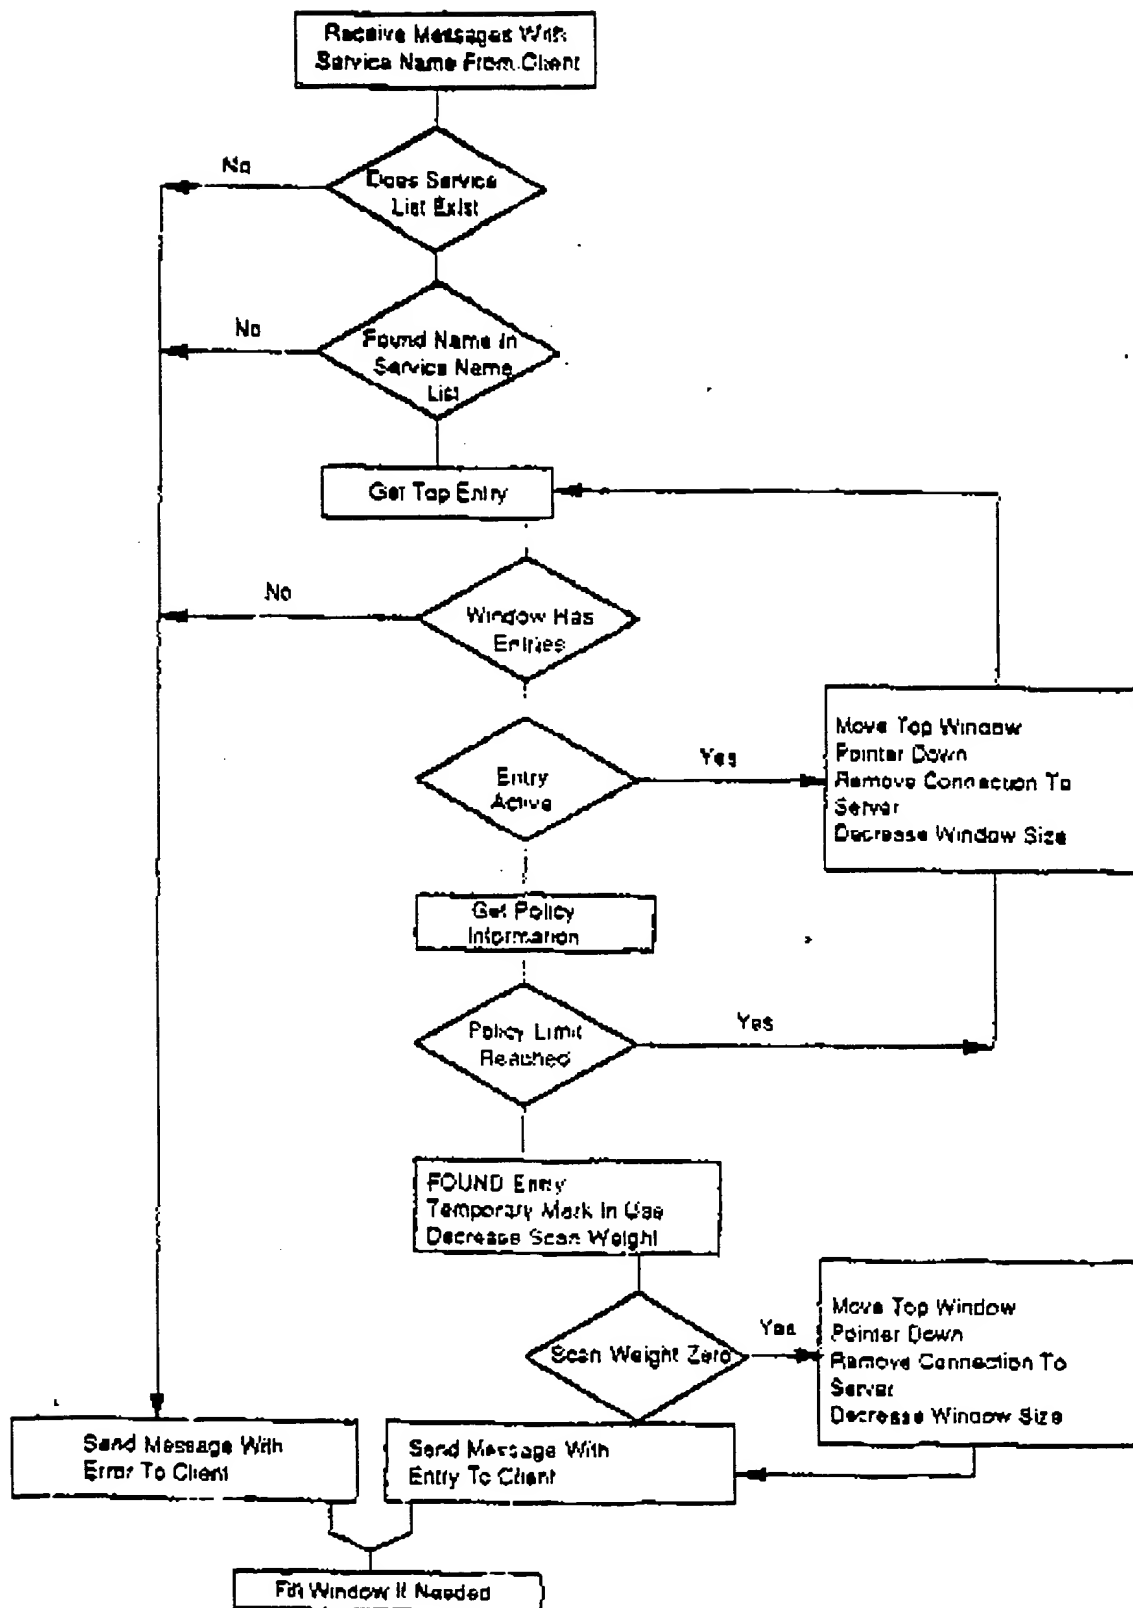 Receive Messages With
Service Name From Client
No
Does Service
List Exist
No
Found Name In
Service Name
List
Get Top Entry
No
Window Has
Entries
Entry
Active
Yes
Move Top Window
Pointer Down
Remove Connection To
Server
Decrease Window Size
Get Policy
Information
Policy Limit
Reached
Yes
FOUND Entry
Temporary Mark In Use
Decrease Scan Weight
Scan Weight Zero
Yes
Move Top Window
Pointer Down
Remove Connection To
Server
Decrease Window Size
Send Message With
Error To Client
Send Message With
Entry To Client
Fill Window If Needed